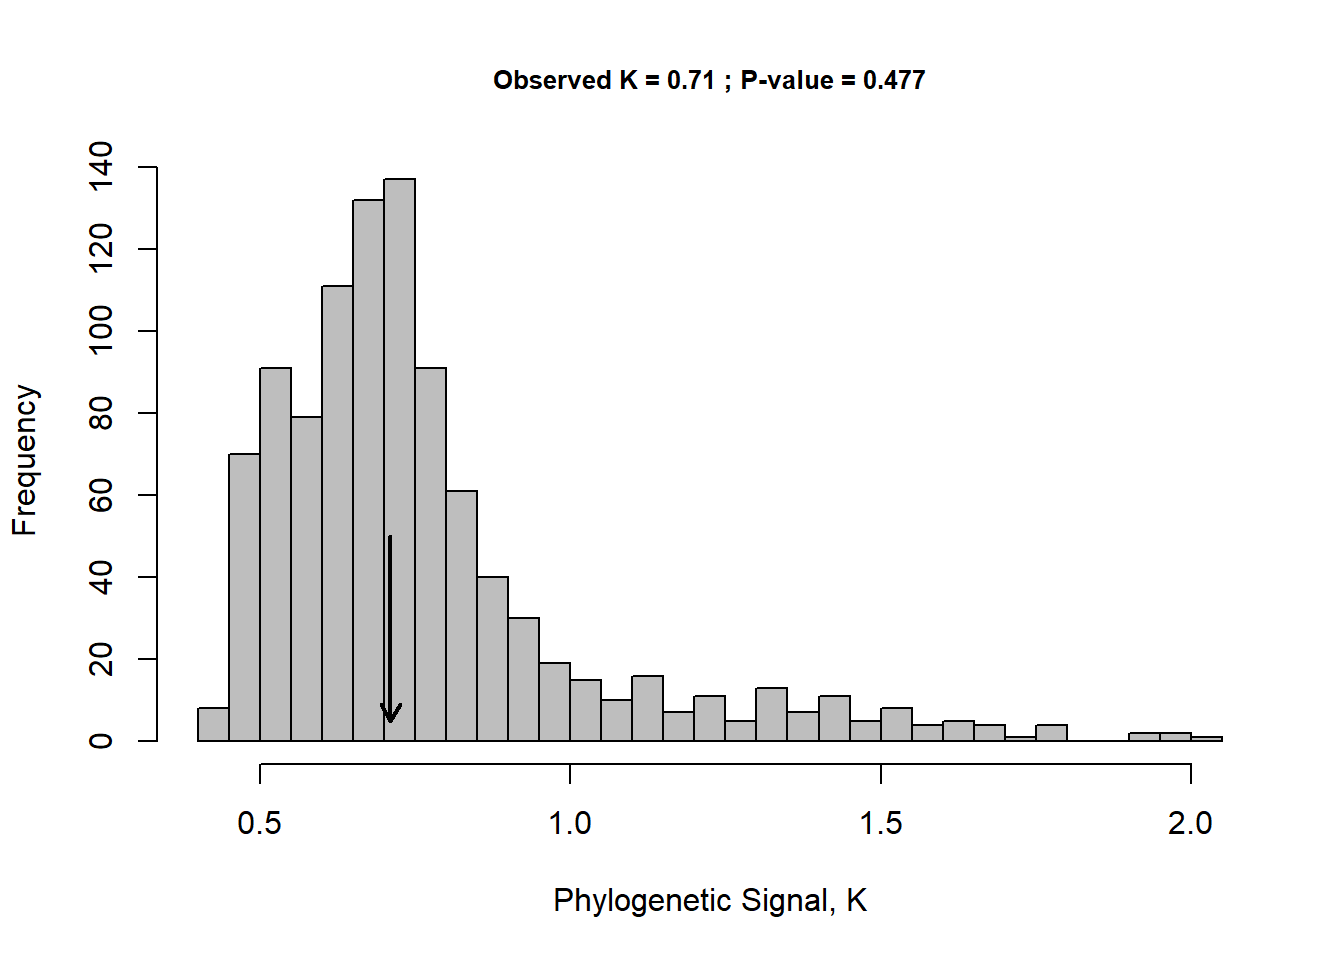 Observed K = 0.71 ; P-value = 0.477
140
120
100
80
60
40
20
0
Frequency
0.5 1.0 1.5 2.0
Phylogenetic Signal, K